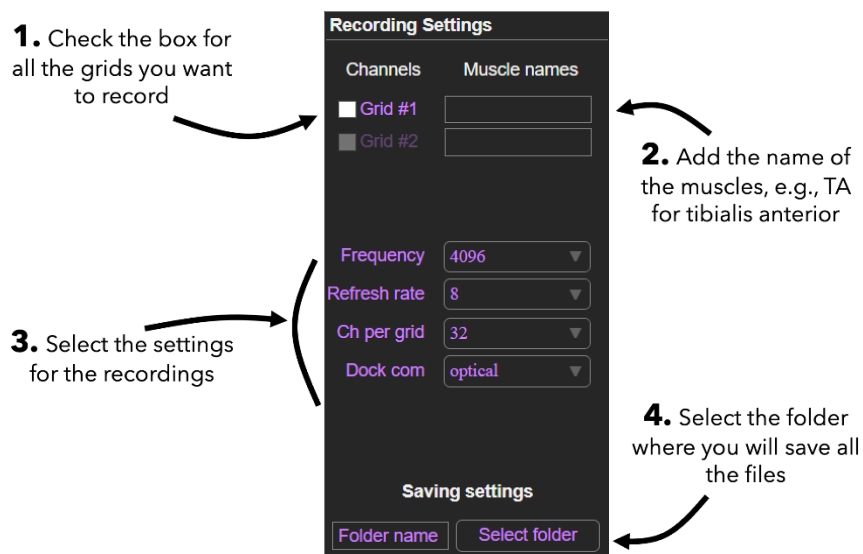 1. Check the box for
all the grids you want
to record
Recording Settings
Channels Muscle names
Grid #1
Grid #2
2. Add the name of
the muscles, e.g., TA
for tibialis anterior
Frequency 4096
Refresh rate 8
Ch per grid 32
Dock com optical
3. Select the settings
for the recordings
4. Select the folder
where you will save all
the files
Saving settings
Folder name Select folder